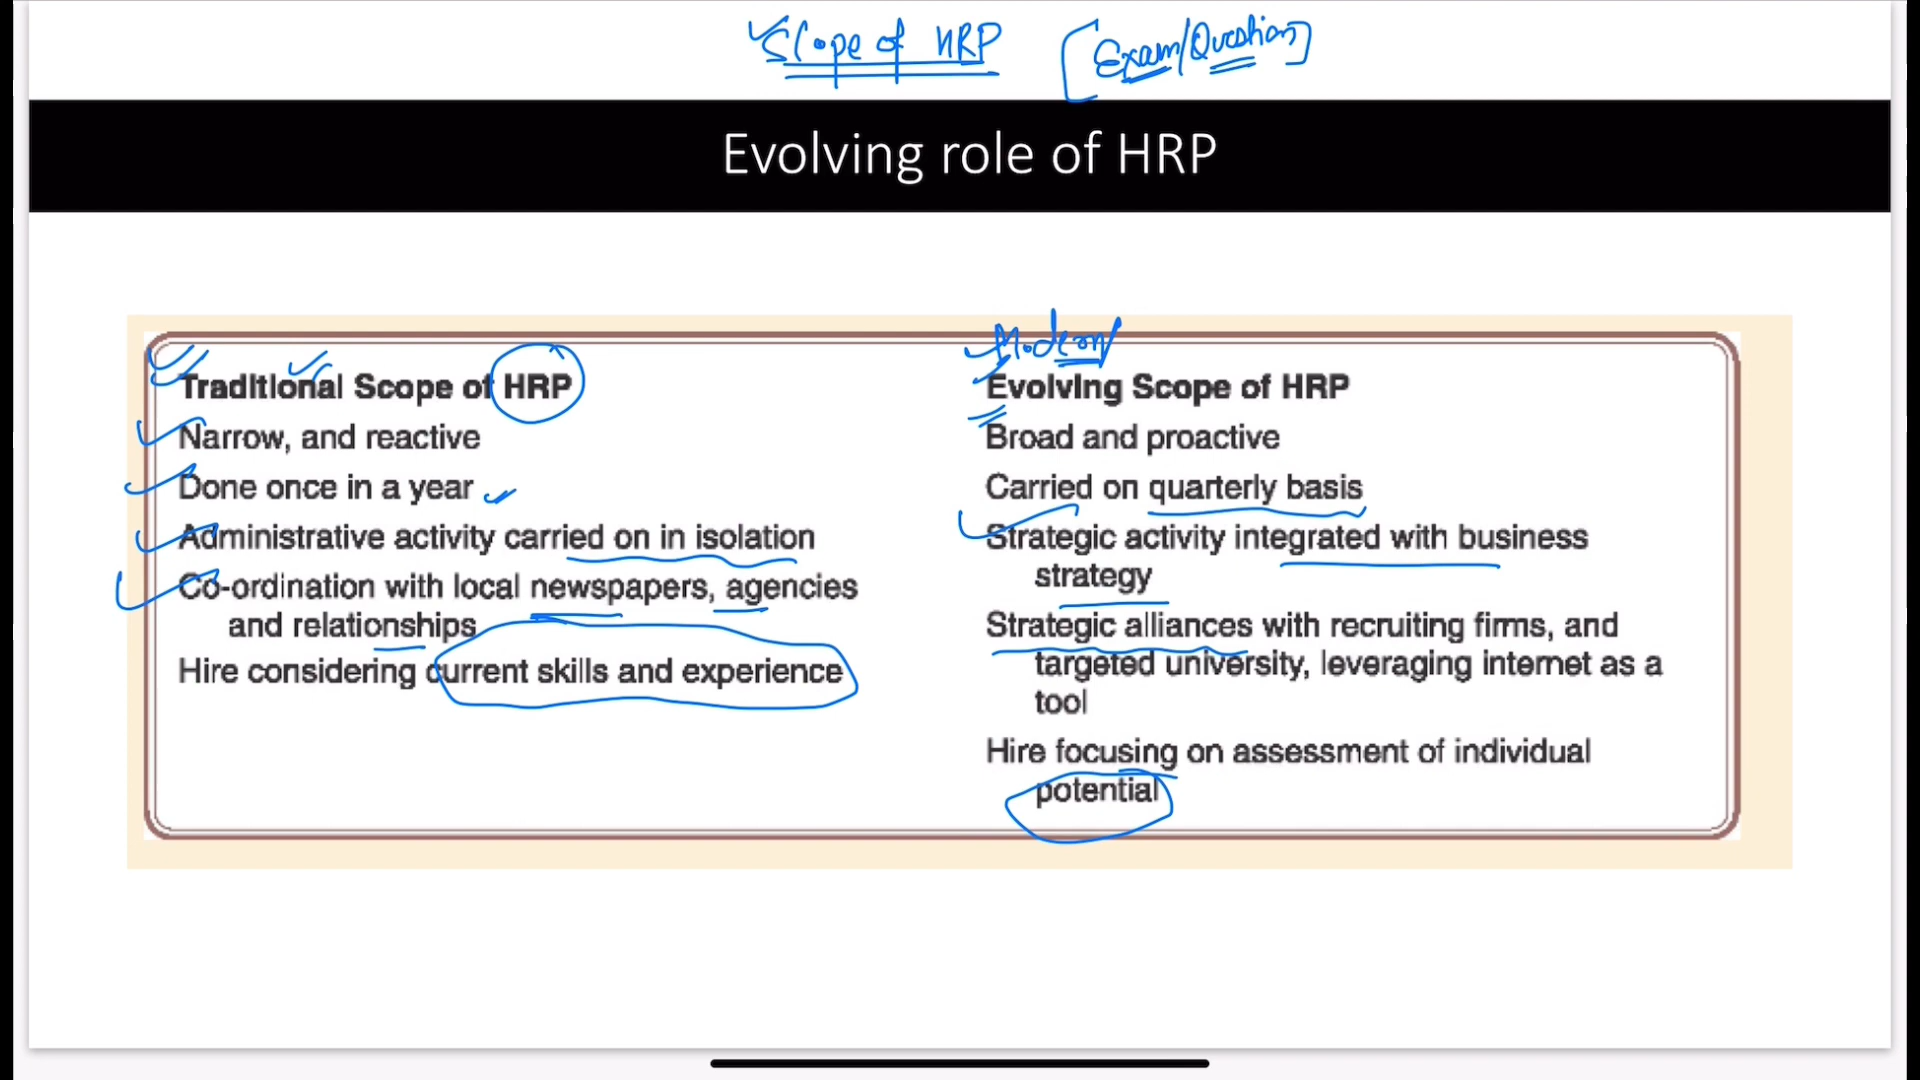 Scope of HRP [Exam/Question]
Evolving role of HRP
Traditional Scope of HRP
Narrow, and reactive
Done once in a year
Administrative activity carried on in isolation
Co-ordination with local newspapers, agencies
and relationships
Hire considering current skills and experience
Modern
Evolving Scope of HRP
Broad and proactive
Carried on quarterly basis
Strategic activity integrated with business
strategy
Strategic alliances with recruiting firms, and
targeted university, leveraging internet as a
tool
Hire focusing on assessment of individual
potential